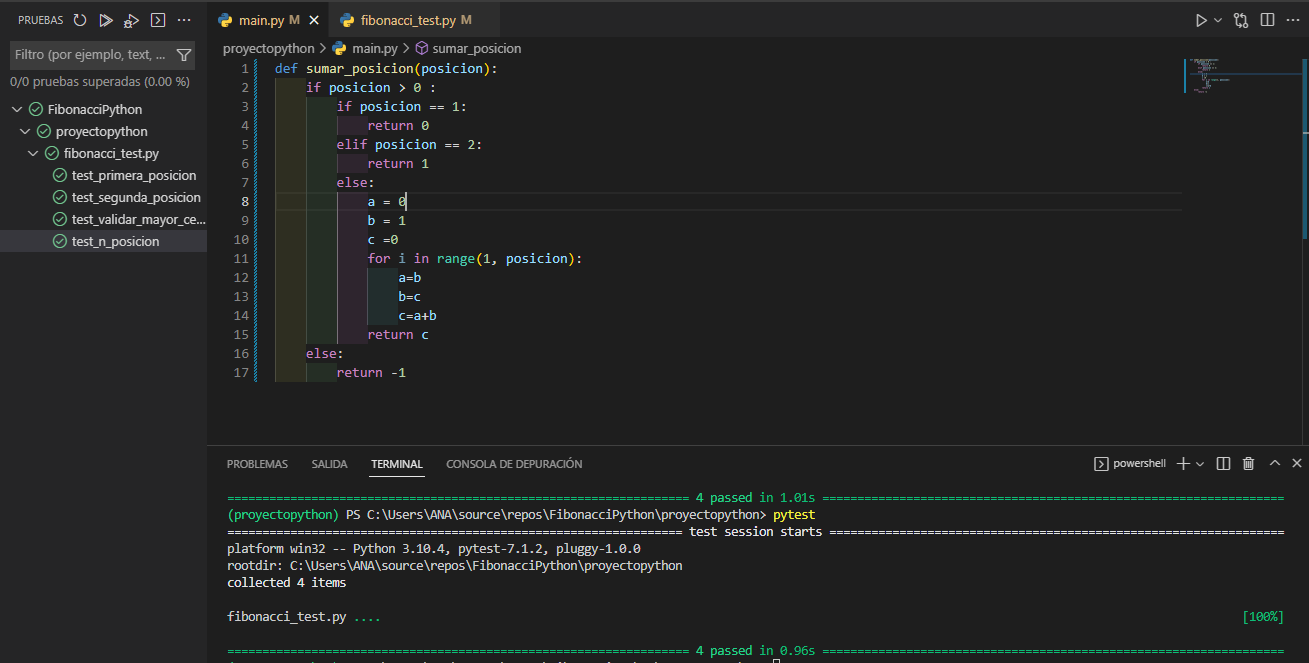 PRUEBAS
main.py M
fibonacci_test.py M
Filtro (por ejemplo, text, ...
proyectopython > main.py > sumar_posicion
0/0 pruebas superadas (0.00 %)
FibonacciPython
proyectopython
fibonacci_test.py
test_primera_posicion
test_segunda_posicion
test_validar_mayor_ce...
test_n_posicion
1 def sumar_posicion(posicion):
2 if posicion > 0 :
3 if posicion == 1:
4 return 0
5 elif posicion == 2:
6 return 1
7 else:
8 a = 0
9 b = 1
10 c =0
11 for i in range(1, posicion):
12 a=b
13 b=c
14 c=a+b
15 return c
16 else:
17 return -1
PROBLEMAS SALIDA TERMINAL CONSOLA DE DEPURACIÓN powershell
4 passed in 1.01s
(proyectopython) PS C:\Users\ANA\source\repos\FibonacciPython\proyectopython> pytest
test session starts
platform win32 -- Python 3.10.4, pytest-7.1.2, pluggy-1.0.0
rootdir: C:\Users\ANA\source\repos\FibonacciPython\proyectopython
collected 4 items
fibonacci_test.py .... [100%]
4 passed in 0.96s